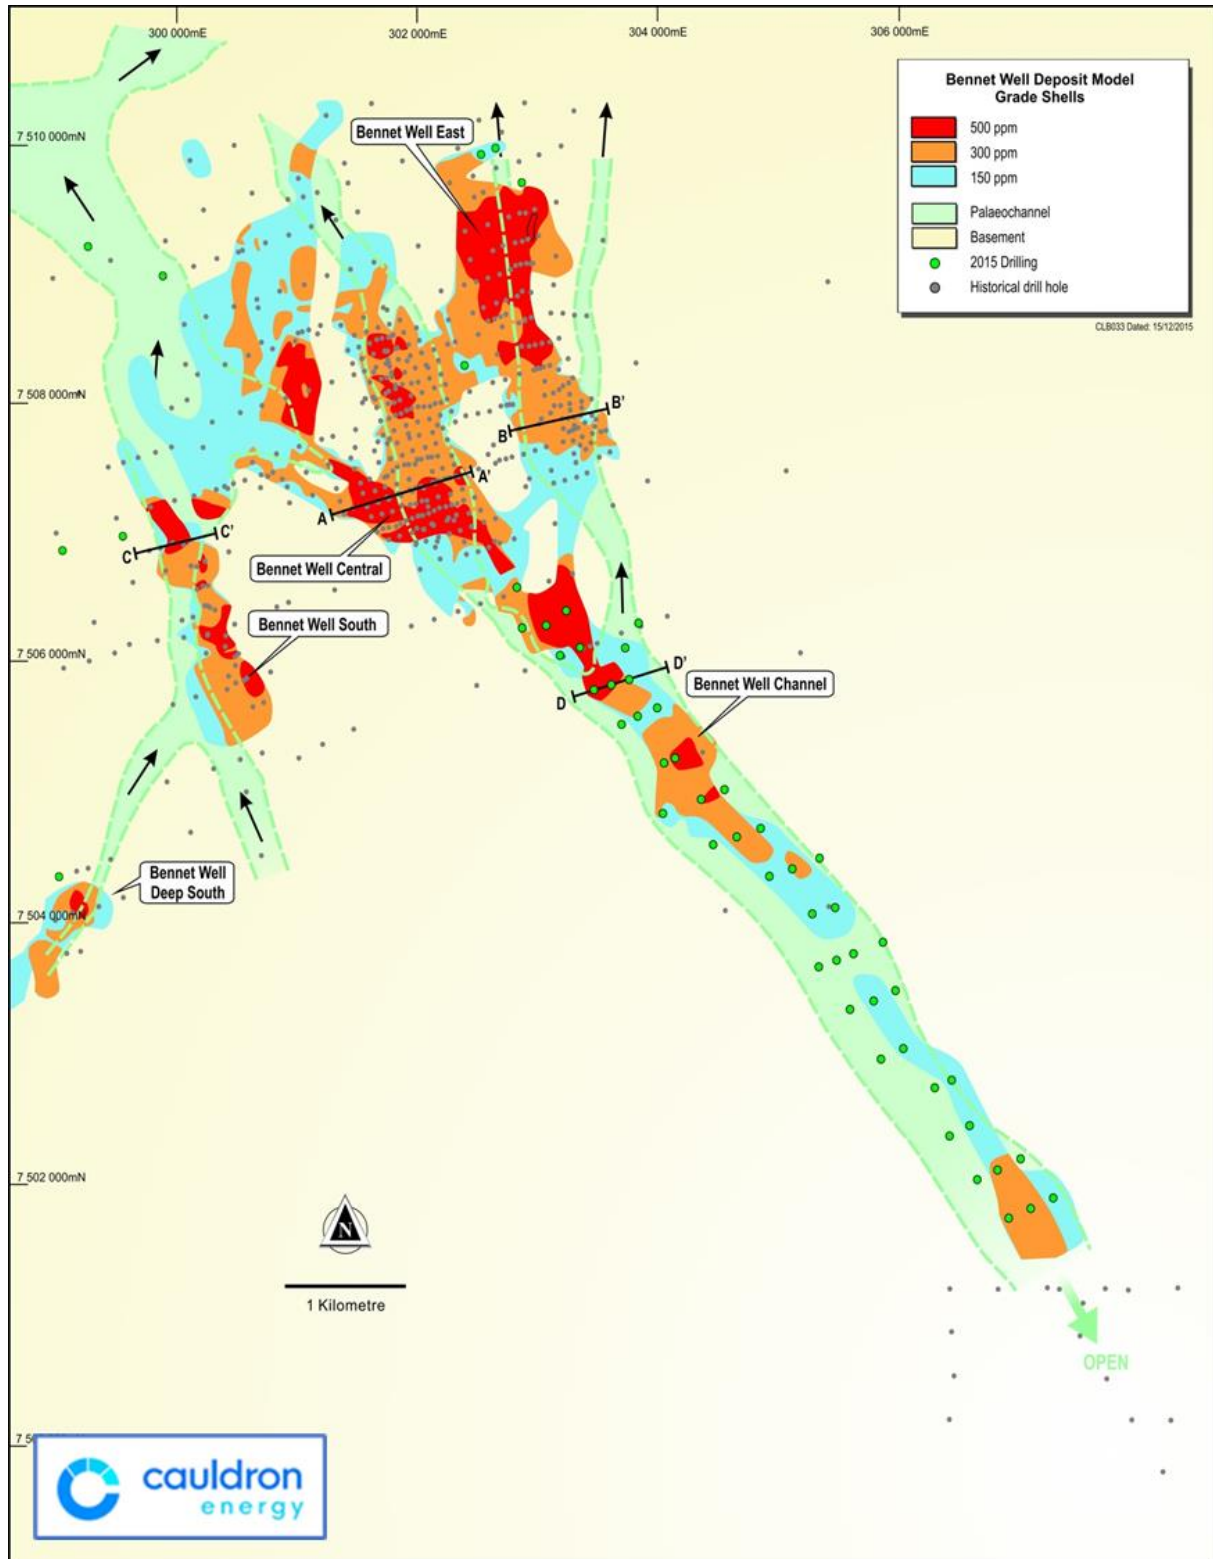 300 000mE
302 000mE
304 000mE
306 000mE
Bennet Well Deposit Model
Grade Shells
500 ppm
300 ppm
150 ppm
Palaeochannel
Basement
2015 Drilling
Historical drill hole
CLB033 Dated: 15/12/2015
7 510 000mN
Bennet Well East
7 508 000mN
B'
B
A'
A
C'
C
Bennet Well Central
Bennet Well South
7 506 000mN
D'
D
Bennet Well Channel
Bennet Well
Deep South
7 504 000mN
7 502 000mN
N
1 Kilometre
OPEN
cauldron
energy